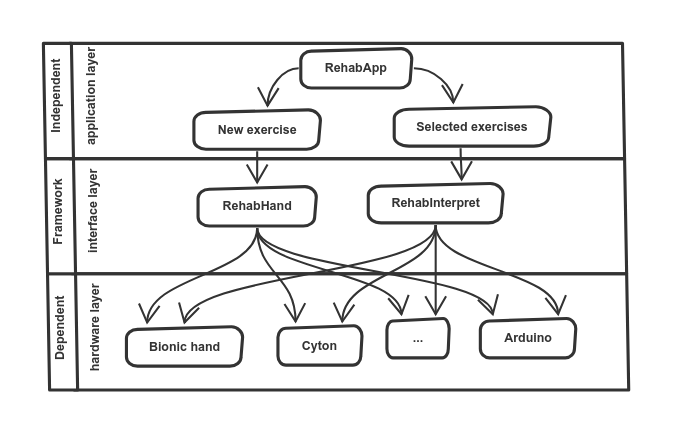 Independent
application layer
RehabApp
New exercise
Selected exercises
Framework
interface layer
RehabHand
RehabInterpret
Dependent
hardware layer
Bionic hand
Cyton
...
Arduino